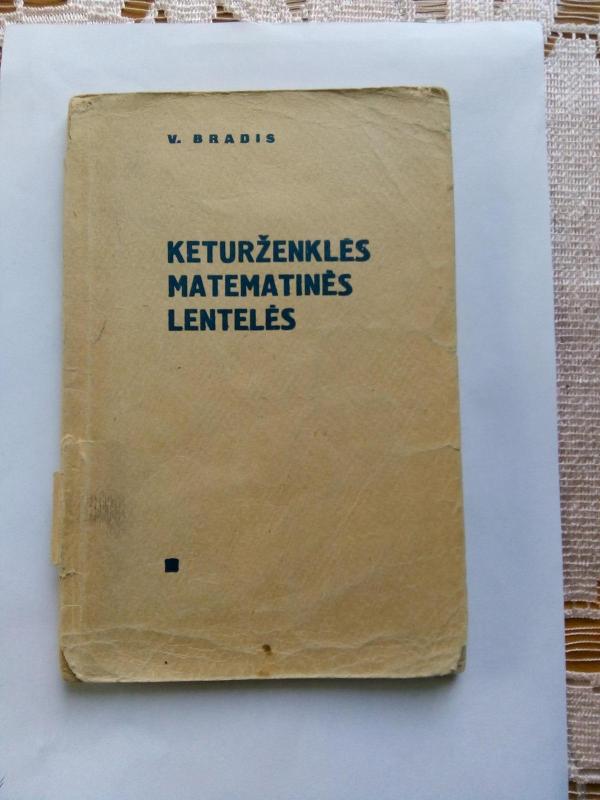 V. BRADIS
KETURŽENKLĖS
MATEMATINĖS
LENTELĖS